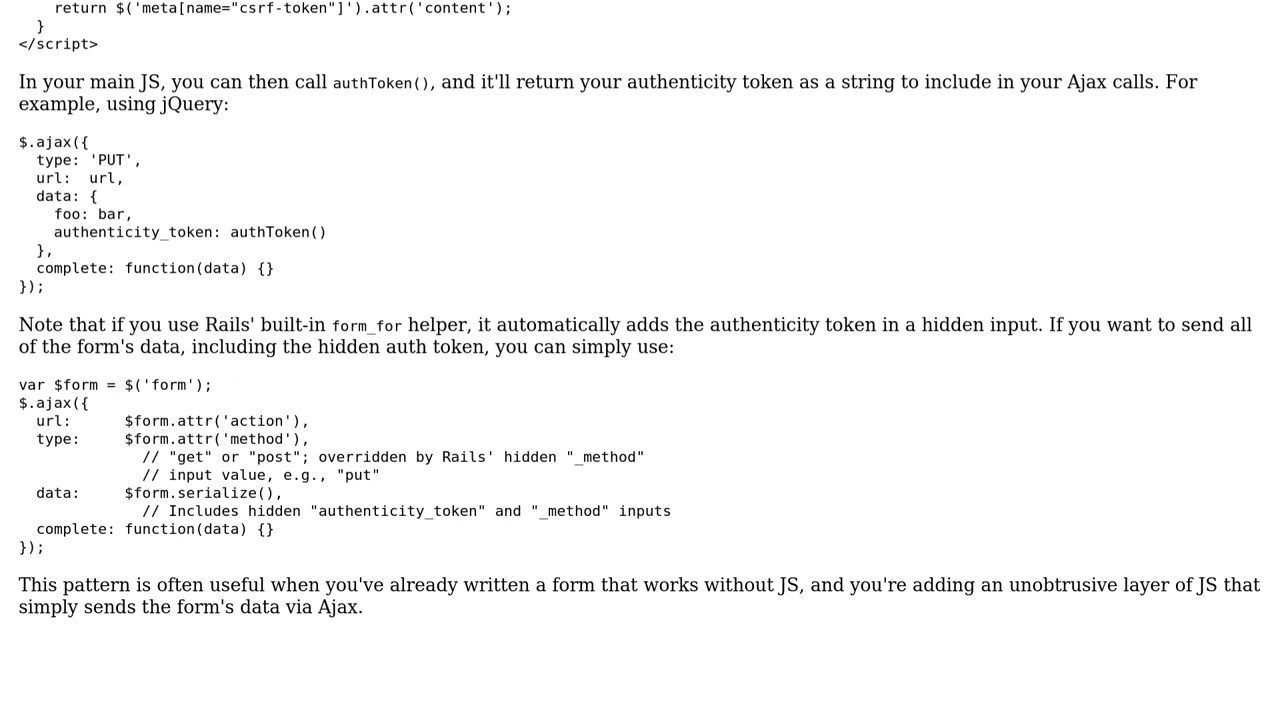 return $('meta[name="csrf-token"]').attr('content');
  }
</script>
In your main JS, you can then call authToken(), and it'll return your authenticity token as a string to include in your Ajax calls. For
example, using jQuery:
$.ajax({
  type: 'PUT',
  url:  url,
  data: {
    foo: bar,
    authenticity_token: authToken()
  },
  complete: function(data) {}
});
Note that if you use Rails' built-in form_for helper, it automatically adds the authenticity token in a hidden input. If you want to send all
of the form's data, including the hidden auth token, you can simply use:
var $form = $('form');
$.ajax({
  url:      $form.attr('action'),
  type:     $form.attr('method'),
              // "get" or "post"; overridden by Rails' hidden "_method"
              // input value, e.g., "put"
  data:     $form.serialize(),
              // Includes hidden "authenticity_token" and "_method" inputs
  complete: function(data) {}
});
This pattern is often useful when you've already written a form that works without JS, and you're adding an unobtrusive layer of JS that
simply sends the form's data via Ajax.